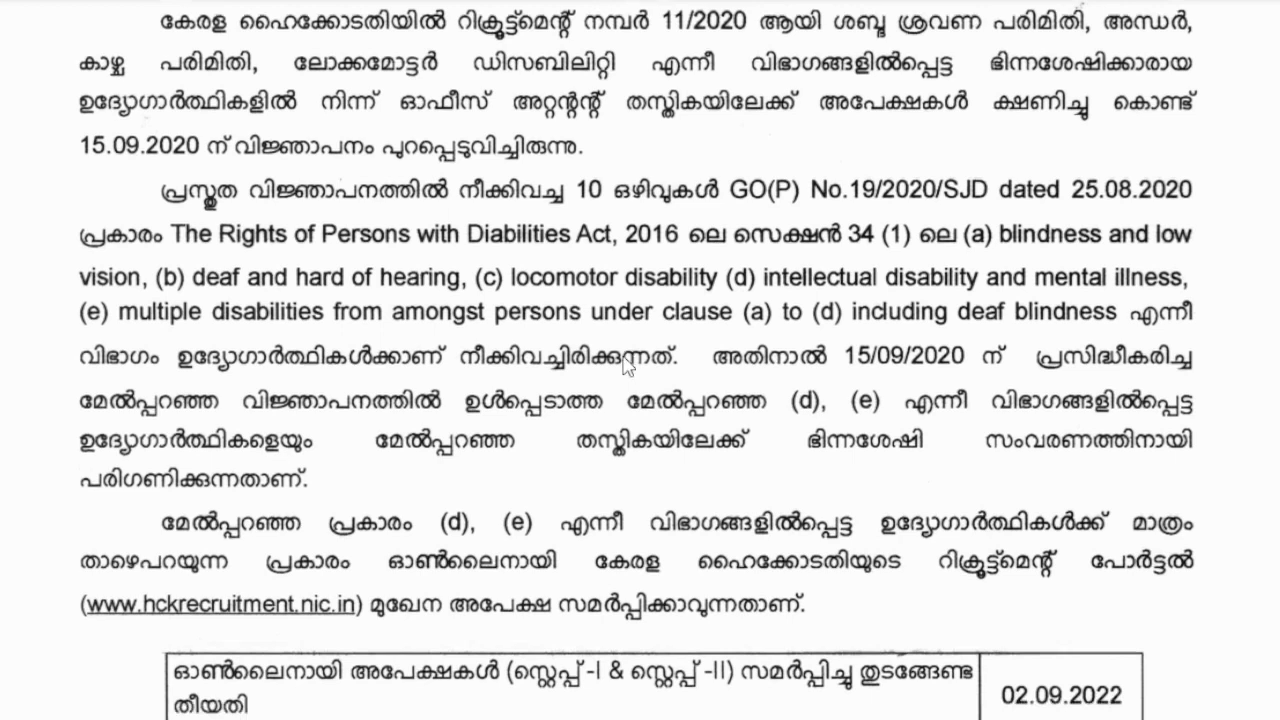 കേരള ഹൈക്കോടതിയിൽ റിക്രൂട്ട്മെന്റ് നമ്പർ 11/2020 ആയി ശബ്ദ ശ്രവണ പരിമിതി, അന്ധർ,
കാഴ്ച പരിമിതി, ലോക്കമോട്ടർ ഡിസബിലിറ്റി എന്നീ വിഭാഗങ്ങളിൽപ്പെട്ട ഭിന്നശേഷിക്കാരായ
ഉദ്യോഗാർത്ഥികളിൽ നിന്ന് ഓഫീസ് അറ്റന്റന്റ് തസ്തികയിലേക്ക് അപേക്ഷകൾ ക്ഷണിച്ചു കൊണ്ട്
15.09.2020 ന് വിജ്ഞാപനം പുറപ്പെടുവിച്ചിരുന്നു.
പ്രസ്തുത വിജ്ഞാപനത്തിൽ നീക്കിവച്ച 10 ഒഴിവുകൾ GO(P) No.19/2020/SJD dated 25.08.2020
പ്രകാരം The Rights of Persons with Diabilities Act, 2016 ലെ സെക്ഷൻ 34 (1) ലെ (a) blindness and low
vision, (b) deaf and hard of hearing, (c) locomotor disability (d) intellectual disability and mental illness,
(e) multiple disabilities from amongst persons under clause (a) to (d) including deaf blindness എന്നീ
വിഭാഗം ഉദ്യോഗാർത്ഥികൾക്കാണ് നീക്കിവച്ചിരിക്കുന്നത്. അതിനാൽ 15/09/2020 ന് പ്രസിദ്ധീകരിച്ച
മേൽപ്പറഞ്ഞ വിജ്ഞാപനത്തിൽ ഉൾപ്പെടാത്ത മേൽപ്പറഞ്ഞ (d), (e) എന്നീ വിഭാഗങ്ങളിൽപ്പെട്ട
ഉദ്യോഗാർത്ഥികളെയും മേൽപ്പറഞ്ഞ തസ്തികയിലേക്ക് ഭിന്നശേഷി സംവരണത്തിനായി
പരിഗണിക്കുന്നതാണ്.
മേൽപ്പറഞ്ഞ പ്രകാരം (d), (e) എന്നീ വിഭാഗങ്ങളിൽപ്പെട്ട ഉദ്യോഗാർത്ഥികൾക്ക് മാത്രം
താഴെപറയുന്ന പ്രകാരം ഓൺലൈനായി കേരള ഹൈക്കോടതിയുടെ റിക്രൂട്ട്മെന്റ് പോർട്ടൽ
(www.hckrecruitment.nic.in) മുഖേന അപേക്ഷ സമർപ്പിക്കാവുന്നതാണ്.
ഓൺലൈനായി അപേക്ഷകൾ (സ്റ്റെപ്പ് -I & സ്റ്റെപ്പ് -II) സമർപ്പിച്ചു തുടങ്ങേണ്ട
തീയതി
02.09.2022